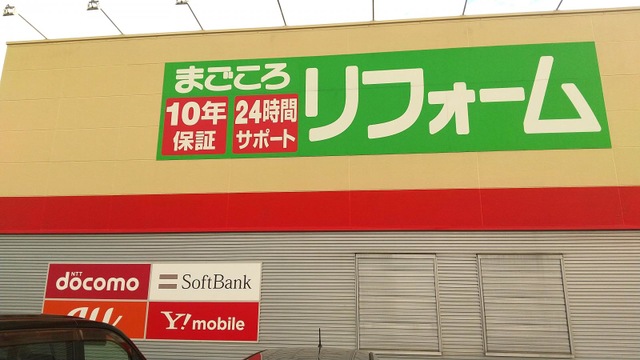 まごころ
10年
保証
24時間
サポート
リフォーム
NTT
döcomo
SoftBank
au
Y!mobile